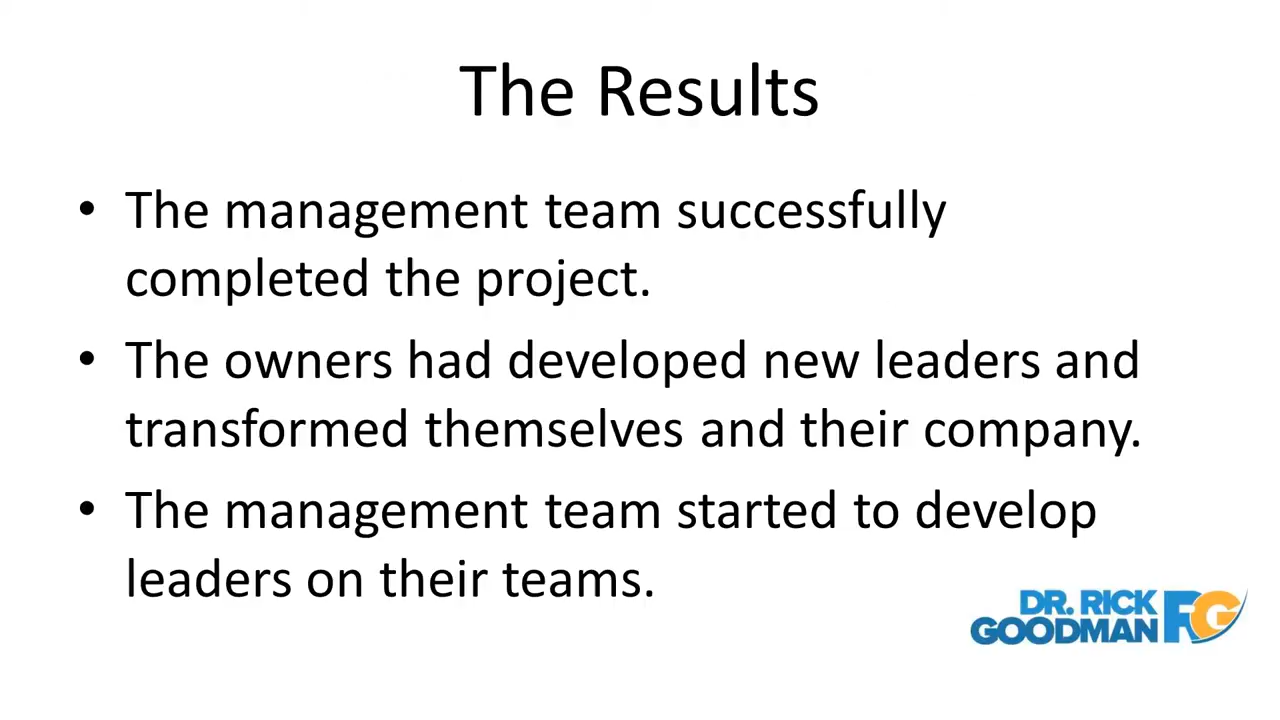 The Results
• The management team successfully
completed the project.
• The owners had developed new leaders and
transformed themselves and their company.
• The management team started to develop
leaders on their teams.
DR. RICK
GOODMAN RG